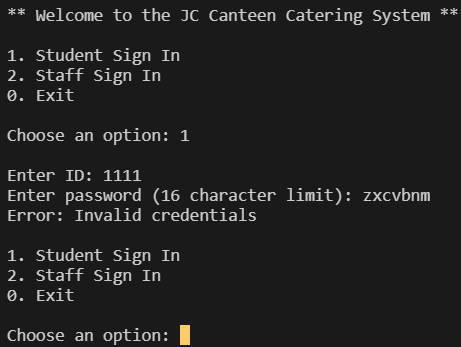 ** Welcome to the JC Canteen Catering System **
1. Student Sign In
2. Staff Sign In
0. Exit
Choose an option: 1
Enter ID: 1111
Enter password (16 character limit): zxcvbnm
Error: Invalid credentials
1. Student Sign In
2. Staff Sign In
0. Exit
Choose an option: